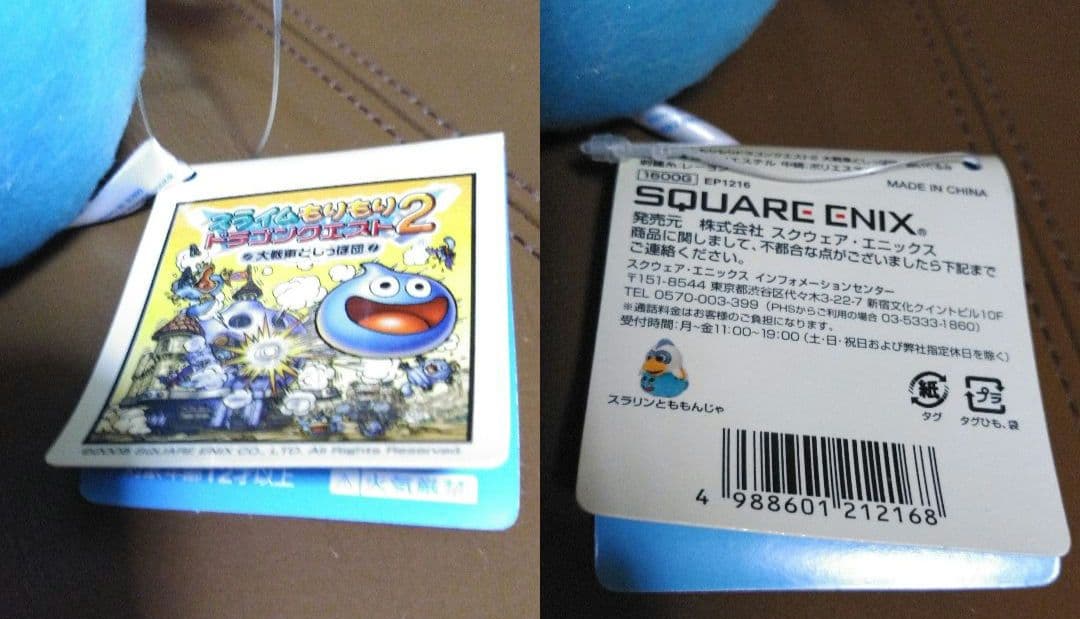 スライムもりもり
ドラゴンクエスト2
大戦車としっぽ団
©2005 SQUARE ENIX CO., LTD. All Rights Reserved.
12才以上
火気厳禁
MADE IN CHINA
1600G EP1216
SQUARE ENIX®
発売元 株式会社 スクウェア・エニックス
商品に関しまして、不都合な点がございましたら下記まで
ご連絡ください。
スクウェア・エニックス インフォメーションセンター
〒151-8544 東京都渋谷区代々木3-22-7 新宿文化クイントビル10F
TEL 0570-003-399 (PHSからご利用の場合 03-5333-1860)
※通話料金はお客様のご負担になります。
受付時間:月~金11:00~19:00 (土・日・祝日および弊社指定休日を除く)
スラリンとももんじゃ
紙
タグ
プラ
タグひも、袋
4 988601 212168